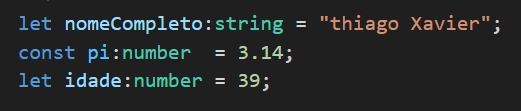 let nomeCompleto:string = "thiago Xavier";
const pi:number  = 3.14;
let idade:number = 39;